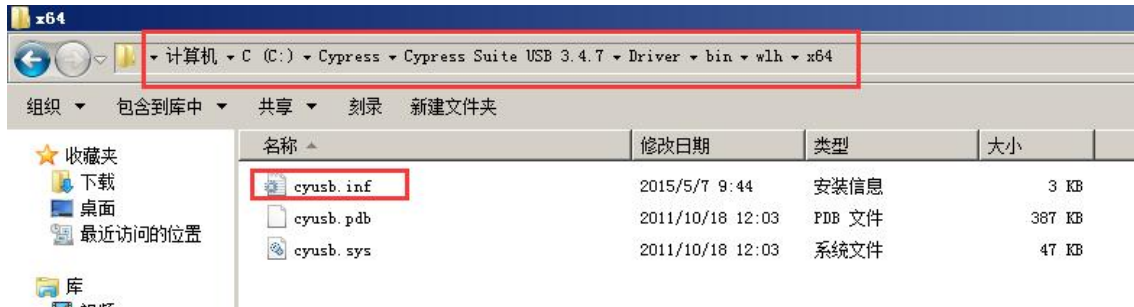 x64
计算机 C (C:) Cypress Cypress Suite USB 3.4.7 Driver bin wlh x64
组织 包含到库中 共享 刻录 新建文件夹
名称 修改日期 类型 大小
收藏夹
下载
桌面
最近访问的位置
库
cyusb.inf 2015/5/7 9:44 安装信息 3 KB
cyusb.pdb 2011/10/18 12:03 PDB 文件 387 KB
cyusb.sys 2011/10/18 12:03 系统文件 47 KB